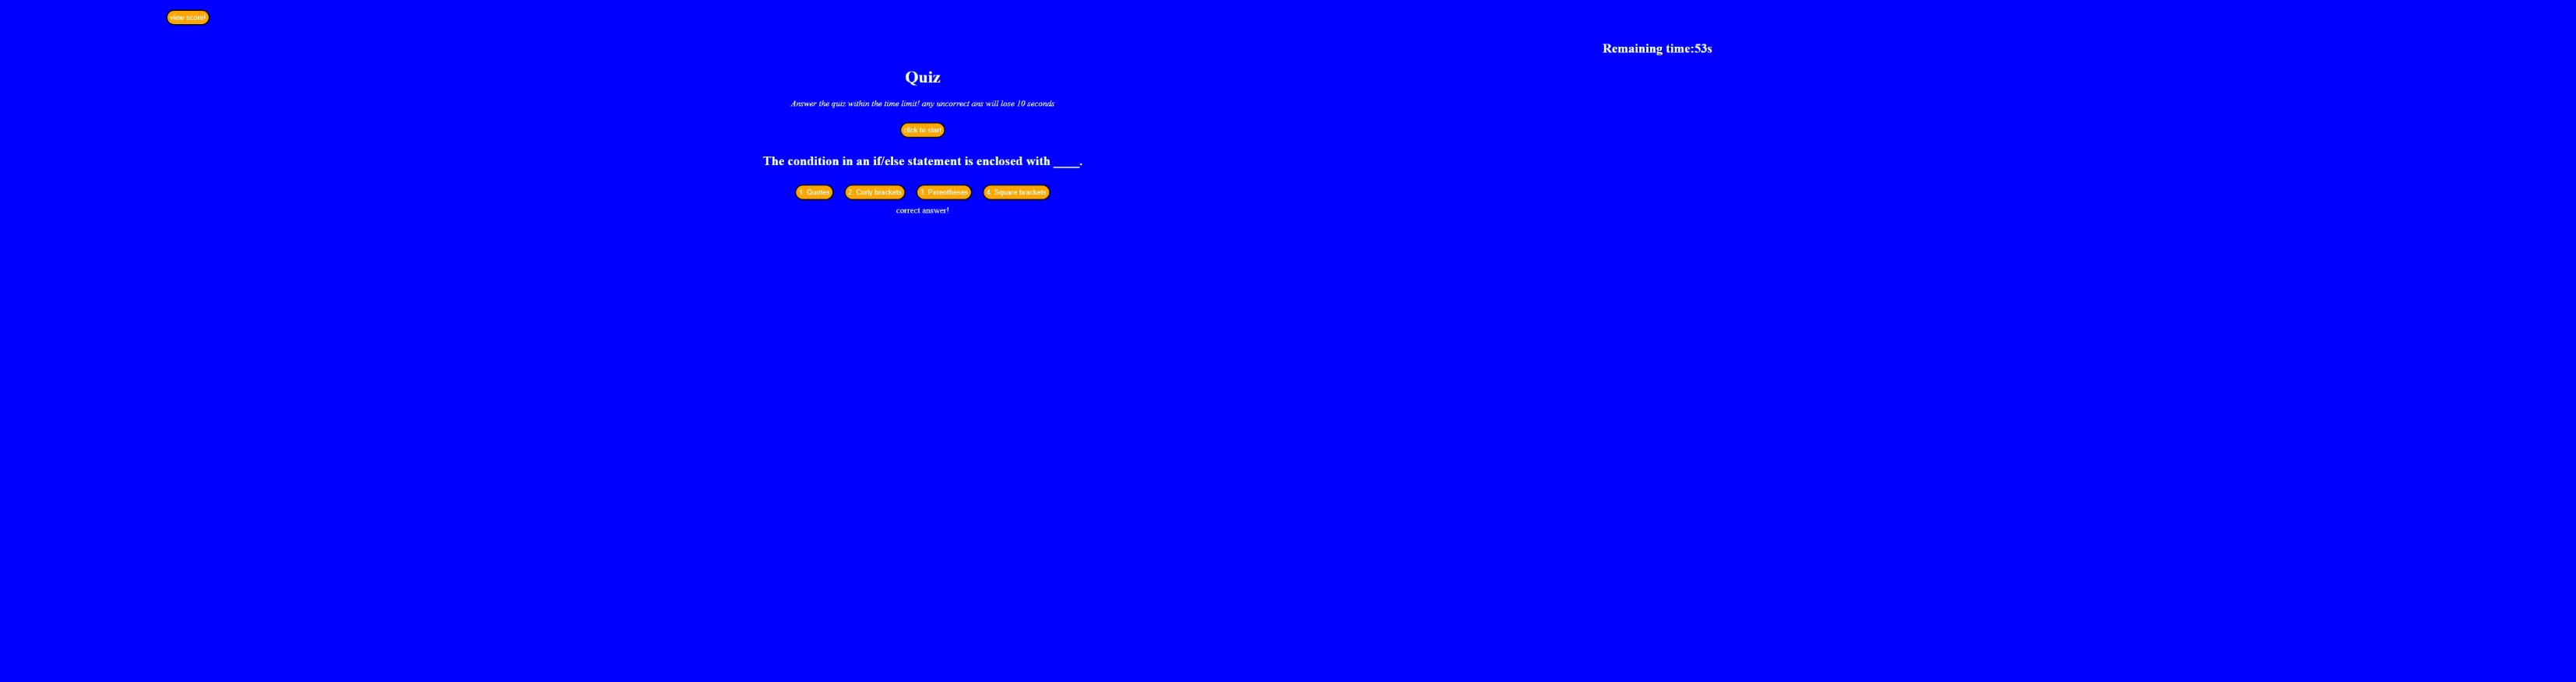 view score!
Remaining time:53s
Quiz
Answer the quiz within the time limit! any uncorrect ans will lose 10 seconds
click to start
The condition in an if/else statement is enclosed with ____.
1. Quotes 2. Curly brackets 3. Parentheses 4. Square brackets
correct answer!